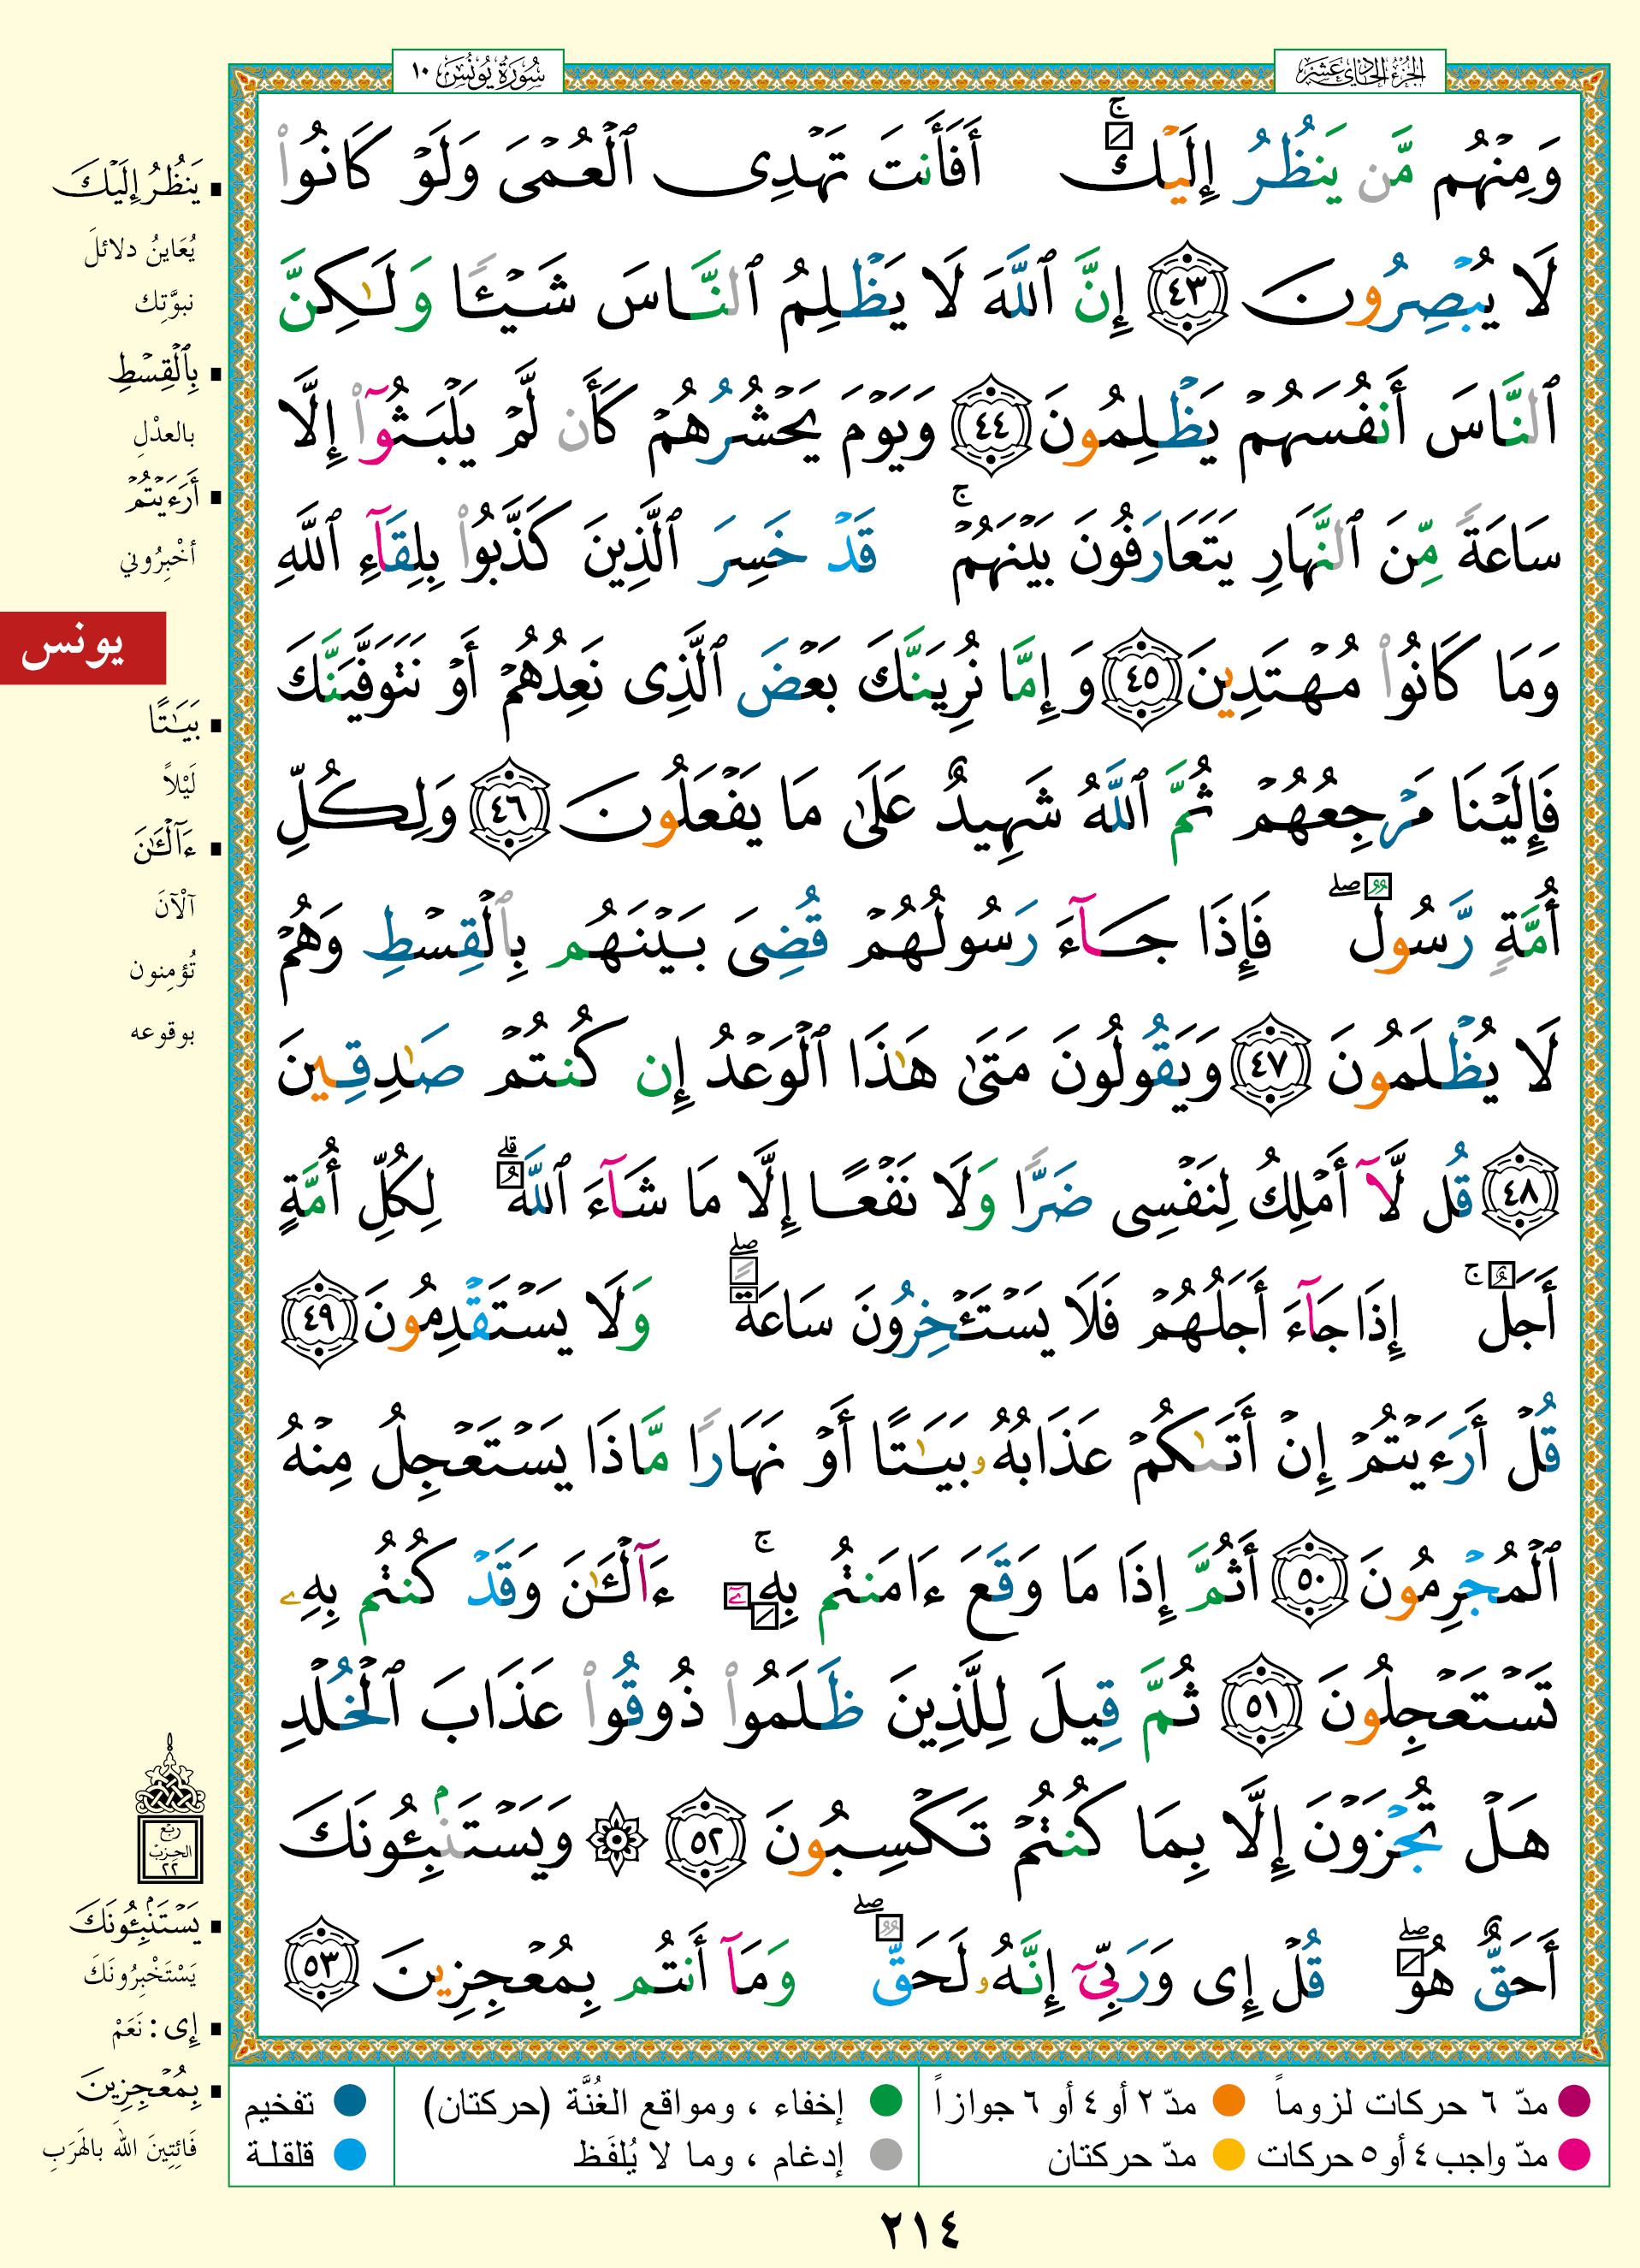 الجزء الحادي عشر
سورة يونس ١٠
وَمِنْهُم مَّن يَنظُرُ إِلَيْكَ ۚ أَفَأَنتَ تَهْدِى ٱلْعُمْىَ وَلَوْ كَانُوا۟
لَا يُبْصِرُونَ ٤٣ إِنَّ ٱللَّهَ لَا يَظْلِمُ ٱلنَّاسَ شَيْـًٔا وَلَـٰكِنَّ
ٱلنَّاسَ أَنفُسَهُمْ يَظْلِمُونَ ٤٤ وَيَوْمَ يَحْشُرُهُمْ كَأَن لَّمْ يَلْبَثُوٓا۟ إِلَّا
سَاعَةً مِّنَ ٱلنَّهَارِ يَتَعَارَفُونَ بَيْنَهُمْ ۚ قَدْ خَسِرَ ٱلَّذِينَ كَذَّبُوا۟ بِلِقَآءِ ٱللَّهِ
وَمَا كَانُوا۟ مُهْتَدِينَ ٤٥ وَإِمَّا نُرِيَنَّكَ بَعْضَ ٱلَّذِى نَعِدُهُمْ أَوْ نَتَوَفَّيَنَّكَ
فَإِلَيْنَا مَرْجِعُهُمْ ثُمَّ ٱللَّهُ شَهِيدٌ عَلَىٰ مَا يَفْعَلُونَ ٤٦ وَلِكُلِّ
أُمَّةٍ رَّسُولٌ ۖ فَإِذَا جَآءَ رَسُولُهُمْ قُضِىَ بَيْنَهُم بِٱلْقِسْطِ وَهُمْ
لَا يُظْلَمُونَ ٤٧ وَيَقُولُونَ مَتَىٰ هَـٰذَا ٱلْوَعْدُ إِن كُنتُمْ صَـٰدِقِينَ
٤٨ قُل لَّآ أَمْلِكُ لِنَفْسِى ضَرًّا وَلَا نَفْعًا إِلَّا مَا شَآءَ ٱللَّهُ ۗ لِكُلِّ أُمَّةٍ
أَجَلٌ ۚ إِذَا جَآءَ أَجَلُهُمْ فَلَا يَسْتَـْٔخِرُونَ سَاعَةً ۖ وَلَا يَسْتَقْدِمُونَ ٤٩
قُلْ أَرَءَيْتُمْ إِنْ أَتَىٰكُمْ عَذَابُهُۥ بَيَـٰتًا أَوْ نَهَارًا مَّاذَا يَسْتَعْجِلُ مِنْهُ
ٱلْمُجْرِمُونَ ٥٠ أَثُمَّ إِذَا مَا وَقَعَ ءَامَنتُم بِهِۦٓ ۚ ءَآلْـَٔـٰنَ وَقَدْ كُنتُم بِهِۦ
تَسْتَعْجِلُونَ ٥١ ثُمَّ قِيلَ لِلَّذِينَ ظَلَمُوا۟ ذُوقُوا۟ عَذَابَ ٱلْخُلْدِ
هَلْ تُجْزَوْنَ إِلَّا بِمَا كُنتُمْ تَكْسِبُونَ ٥٢ ۞ وَيَسْتَنۢبِـُٔونَكَ
أَحَقٌّ هُوَ ۖ قُلْ إِى وَرَبِّىٓ إِنَّهُۥ لَحَقٌّ ۖ وَمَآ أَنتُم بِمُعْجِزِينَ ٥٣
يَنظُرُ إِلَيْكَ
يُعَاينُ دلائلَ
نبوَّتِك
بِٱلْقِسْطِ
بالعدْلِ
أَرَءَيْتُمْ
أخْبِرُوني
يونس
بَيَـٰتًا
لَيْلاً
ءَآلْـَٔـٰنَ
آلْآنَ
تُؤمِنون
بوقوعه
ربع
الحزب
٢٢
يَسْتَنۢبِـُٔونَكَ
يَسْتَخْبِرُونَكَ
إِى : نَعَمْ
بِمُعْجِزِينَ
فَائِتِينَ اللهَ بالهَرَبِ
مدّ ٦ حركات لزوماً
مدّ ٢ أو ٤ أو ٦ جوازاً
إخفاء ، ومواقع الغُنَّة (حركتان)
تفخيم
مدّ واجب ٤ أو ٥ حركات
مدّ حركتان
إدغام ، وما لا يُلفَظ
قلقلة
٢١٤